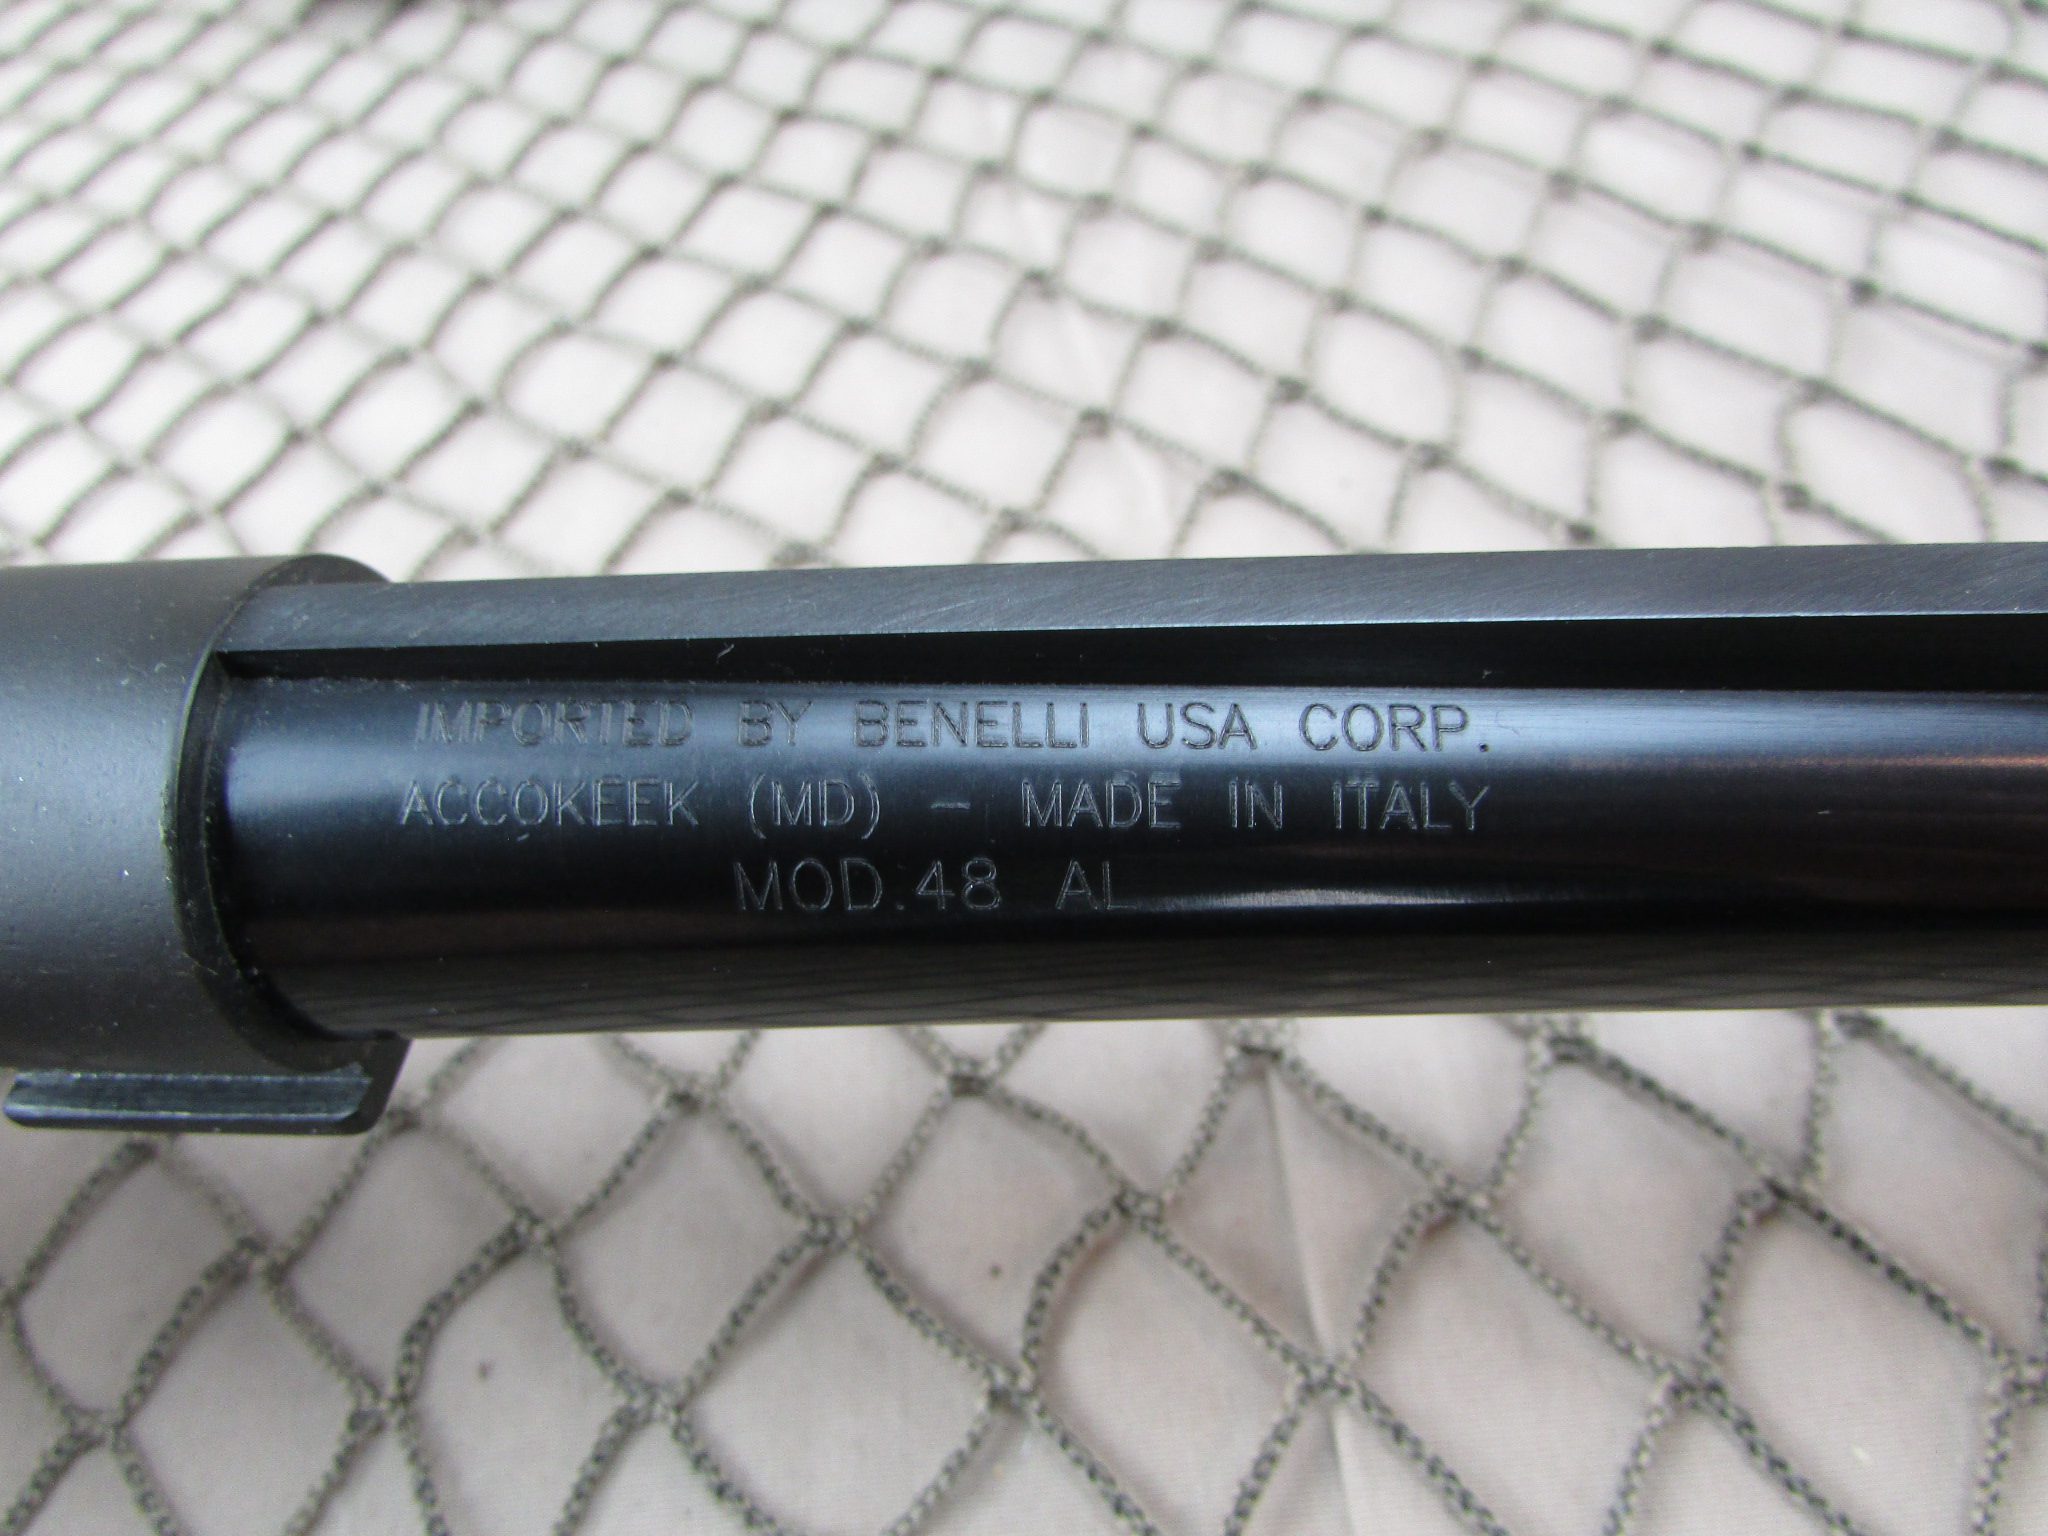 IMPORTED BY BENELLI USA CORP.
ACCOKEEK (MD) - MADE IN ITALY
MOD.48 AL